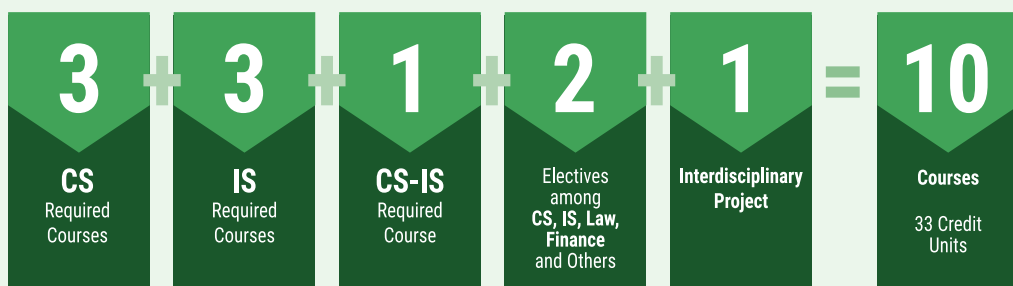 3
+
3
+
1
+
2
+
1
=
10
CS
Required
Courses
IS
Required
Courses
CS-IS
Required
Course
Electives
among
CS, IS, Law,
Finance
and Others
Interdisciplinary
Project
Courses
33 Credit
Units